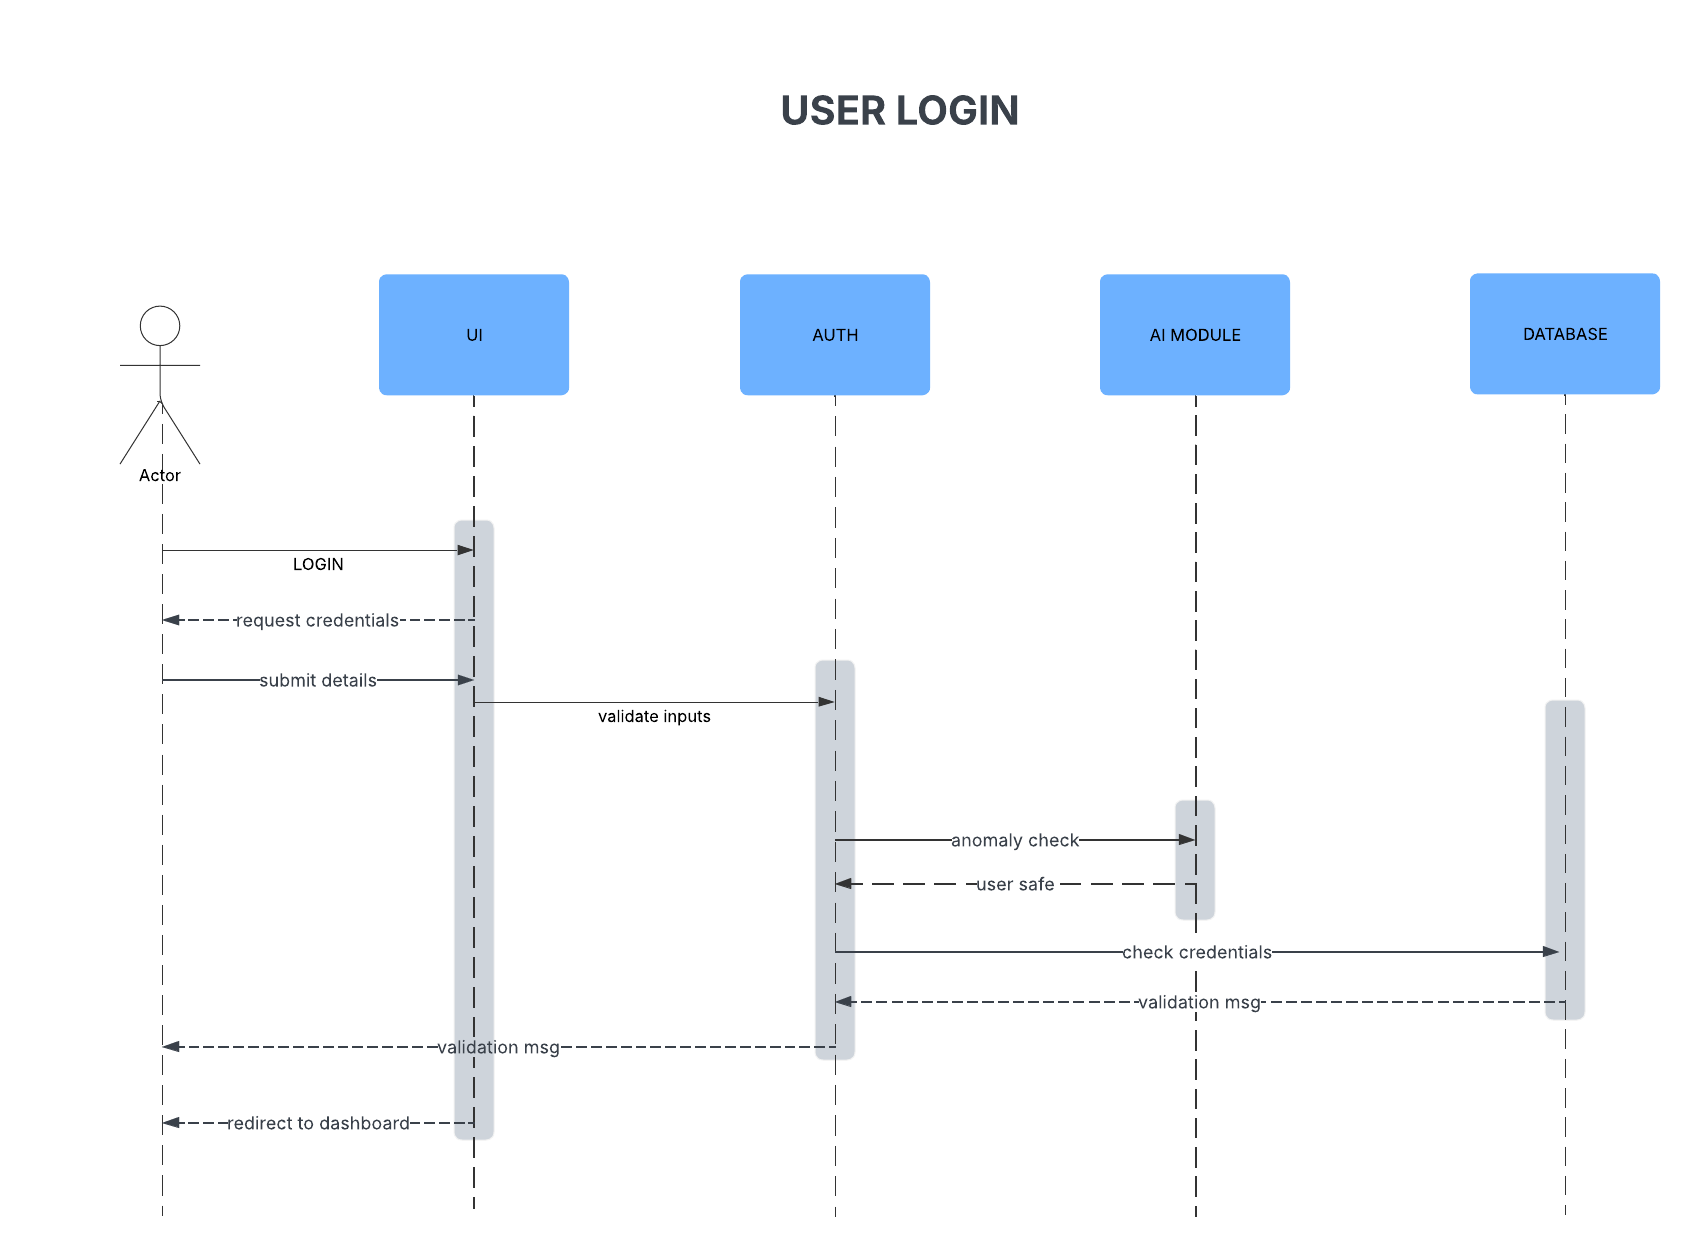 USER LOGIN
UI
AUTH
AI MODULE
DATABASE
Actor
LOGIN
request credentials
submit details
validate inputs
anomaly check
user safe
check credentials
validation msg
validation msg
redirect to dashboard